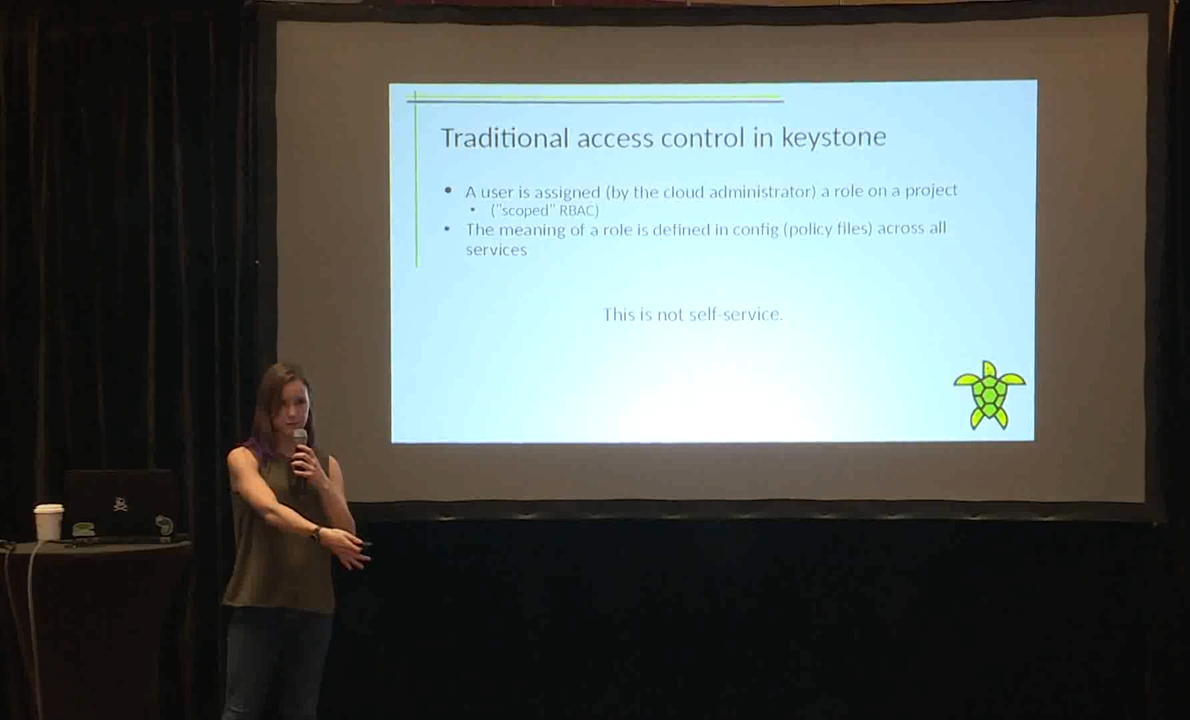 Traditional access control in keystone
• A user is assigned (by the cloud administrator) a role on a project
• ("scoped" RBAC)
• The meaning of a role is defined in config (policy files) across all
services
This is not self-service.